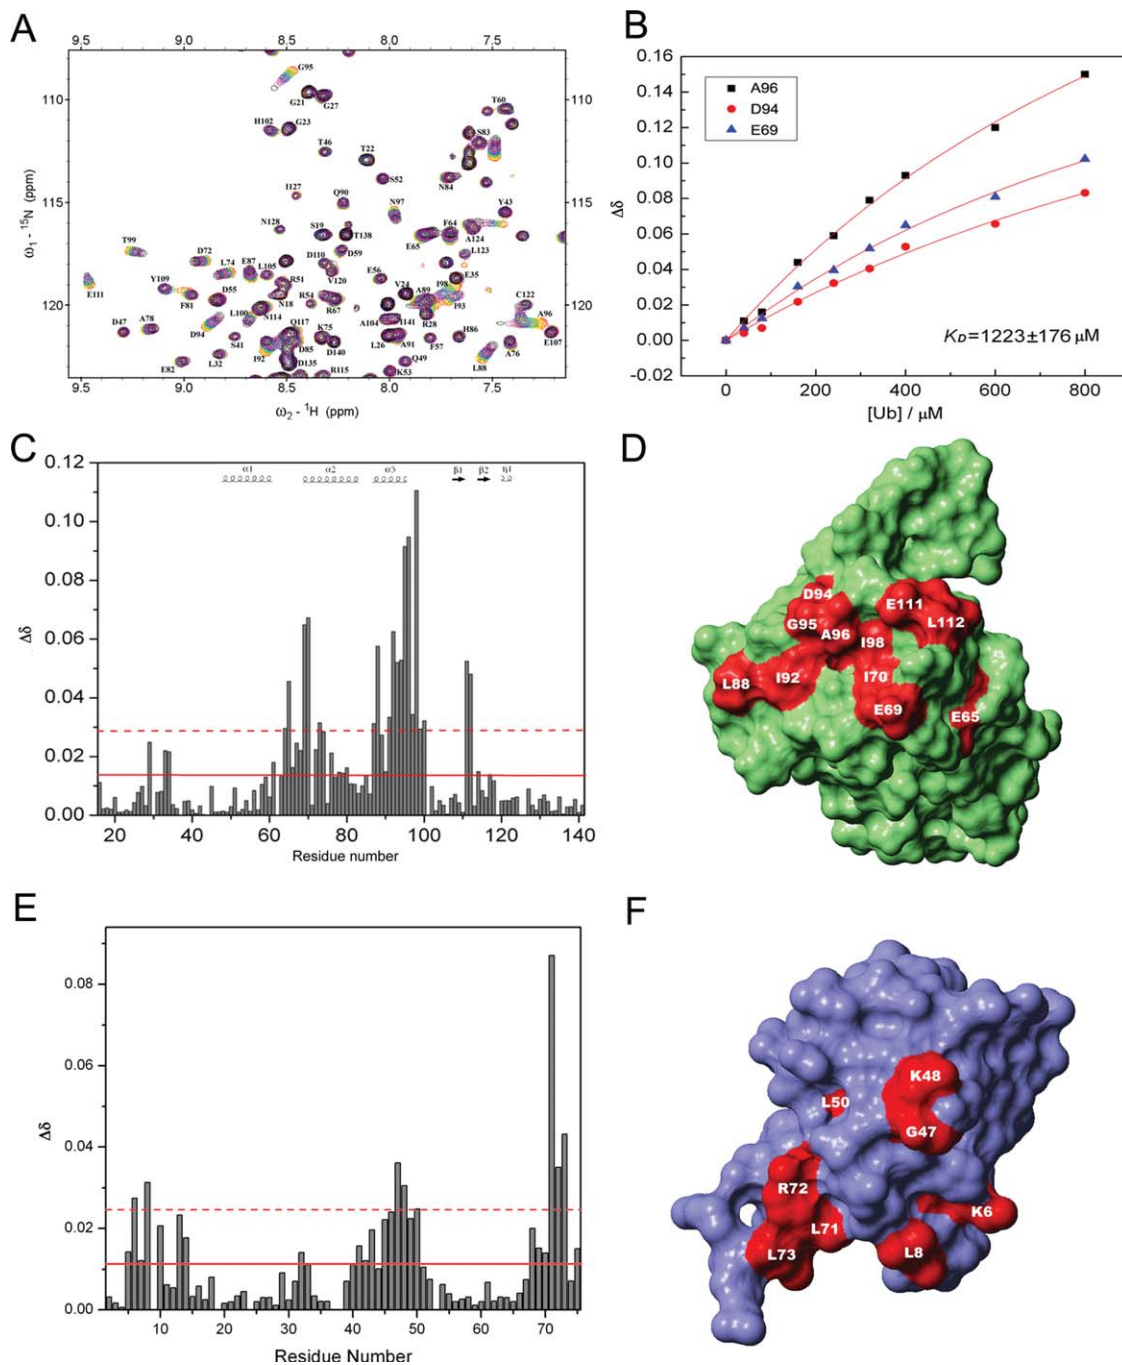 A
9.5 9.0 8.5 8.0 7.5
110
115
120
ω1 - 15N (ppm)
110
115
120
G95
G21
G27
T60
H102
G23
S83
T46
T22
S52
N84
I127
Q90
N97
Y43
N128
S19
T138
F64
E65
A124
T99
D110
D59
L123
D72
L74
E87
L105
V120
E56
E35
E111
R51
V24
I98
A89
I93
Y109
F81
D55
N18
R54
R67
C122
L100
N114
A104
I141
R28
A96
D47
A78
D94
Q117
K75
L26
A91
F57
H86
E107
S41
I92
D85
D140
A76
E82
L32
D135
Q49
L88
R115
K53
9.5 9.0 8.5 8.0 7.5
ω2 - 1H (ppm)
B
0.16
0.14
0.12
0.10
0.08
0.06
0.04
0.02
0.00
-0.02
Δδ
A96
D94
E69
KD=1223±176 μM
0 200 400 600 800
[Ub] / μM
C
0.12
0.10
0.08
0.06
0.04
0.02
0.00
Δδ
α1 α2 α3 β1 β2 η1
20 40 60 80 100 120 140
Residue number
D
D94
E111
G95
L112
A96
I98
L88
I92
I70
E69
E65
E
0.08
0.06
0.04
0.02
0.00
Δδ
10 20 30 40 50 60 70
Residue Number
F
K48
L50
G47
R72
K6
L71
L73
L8